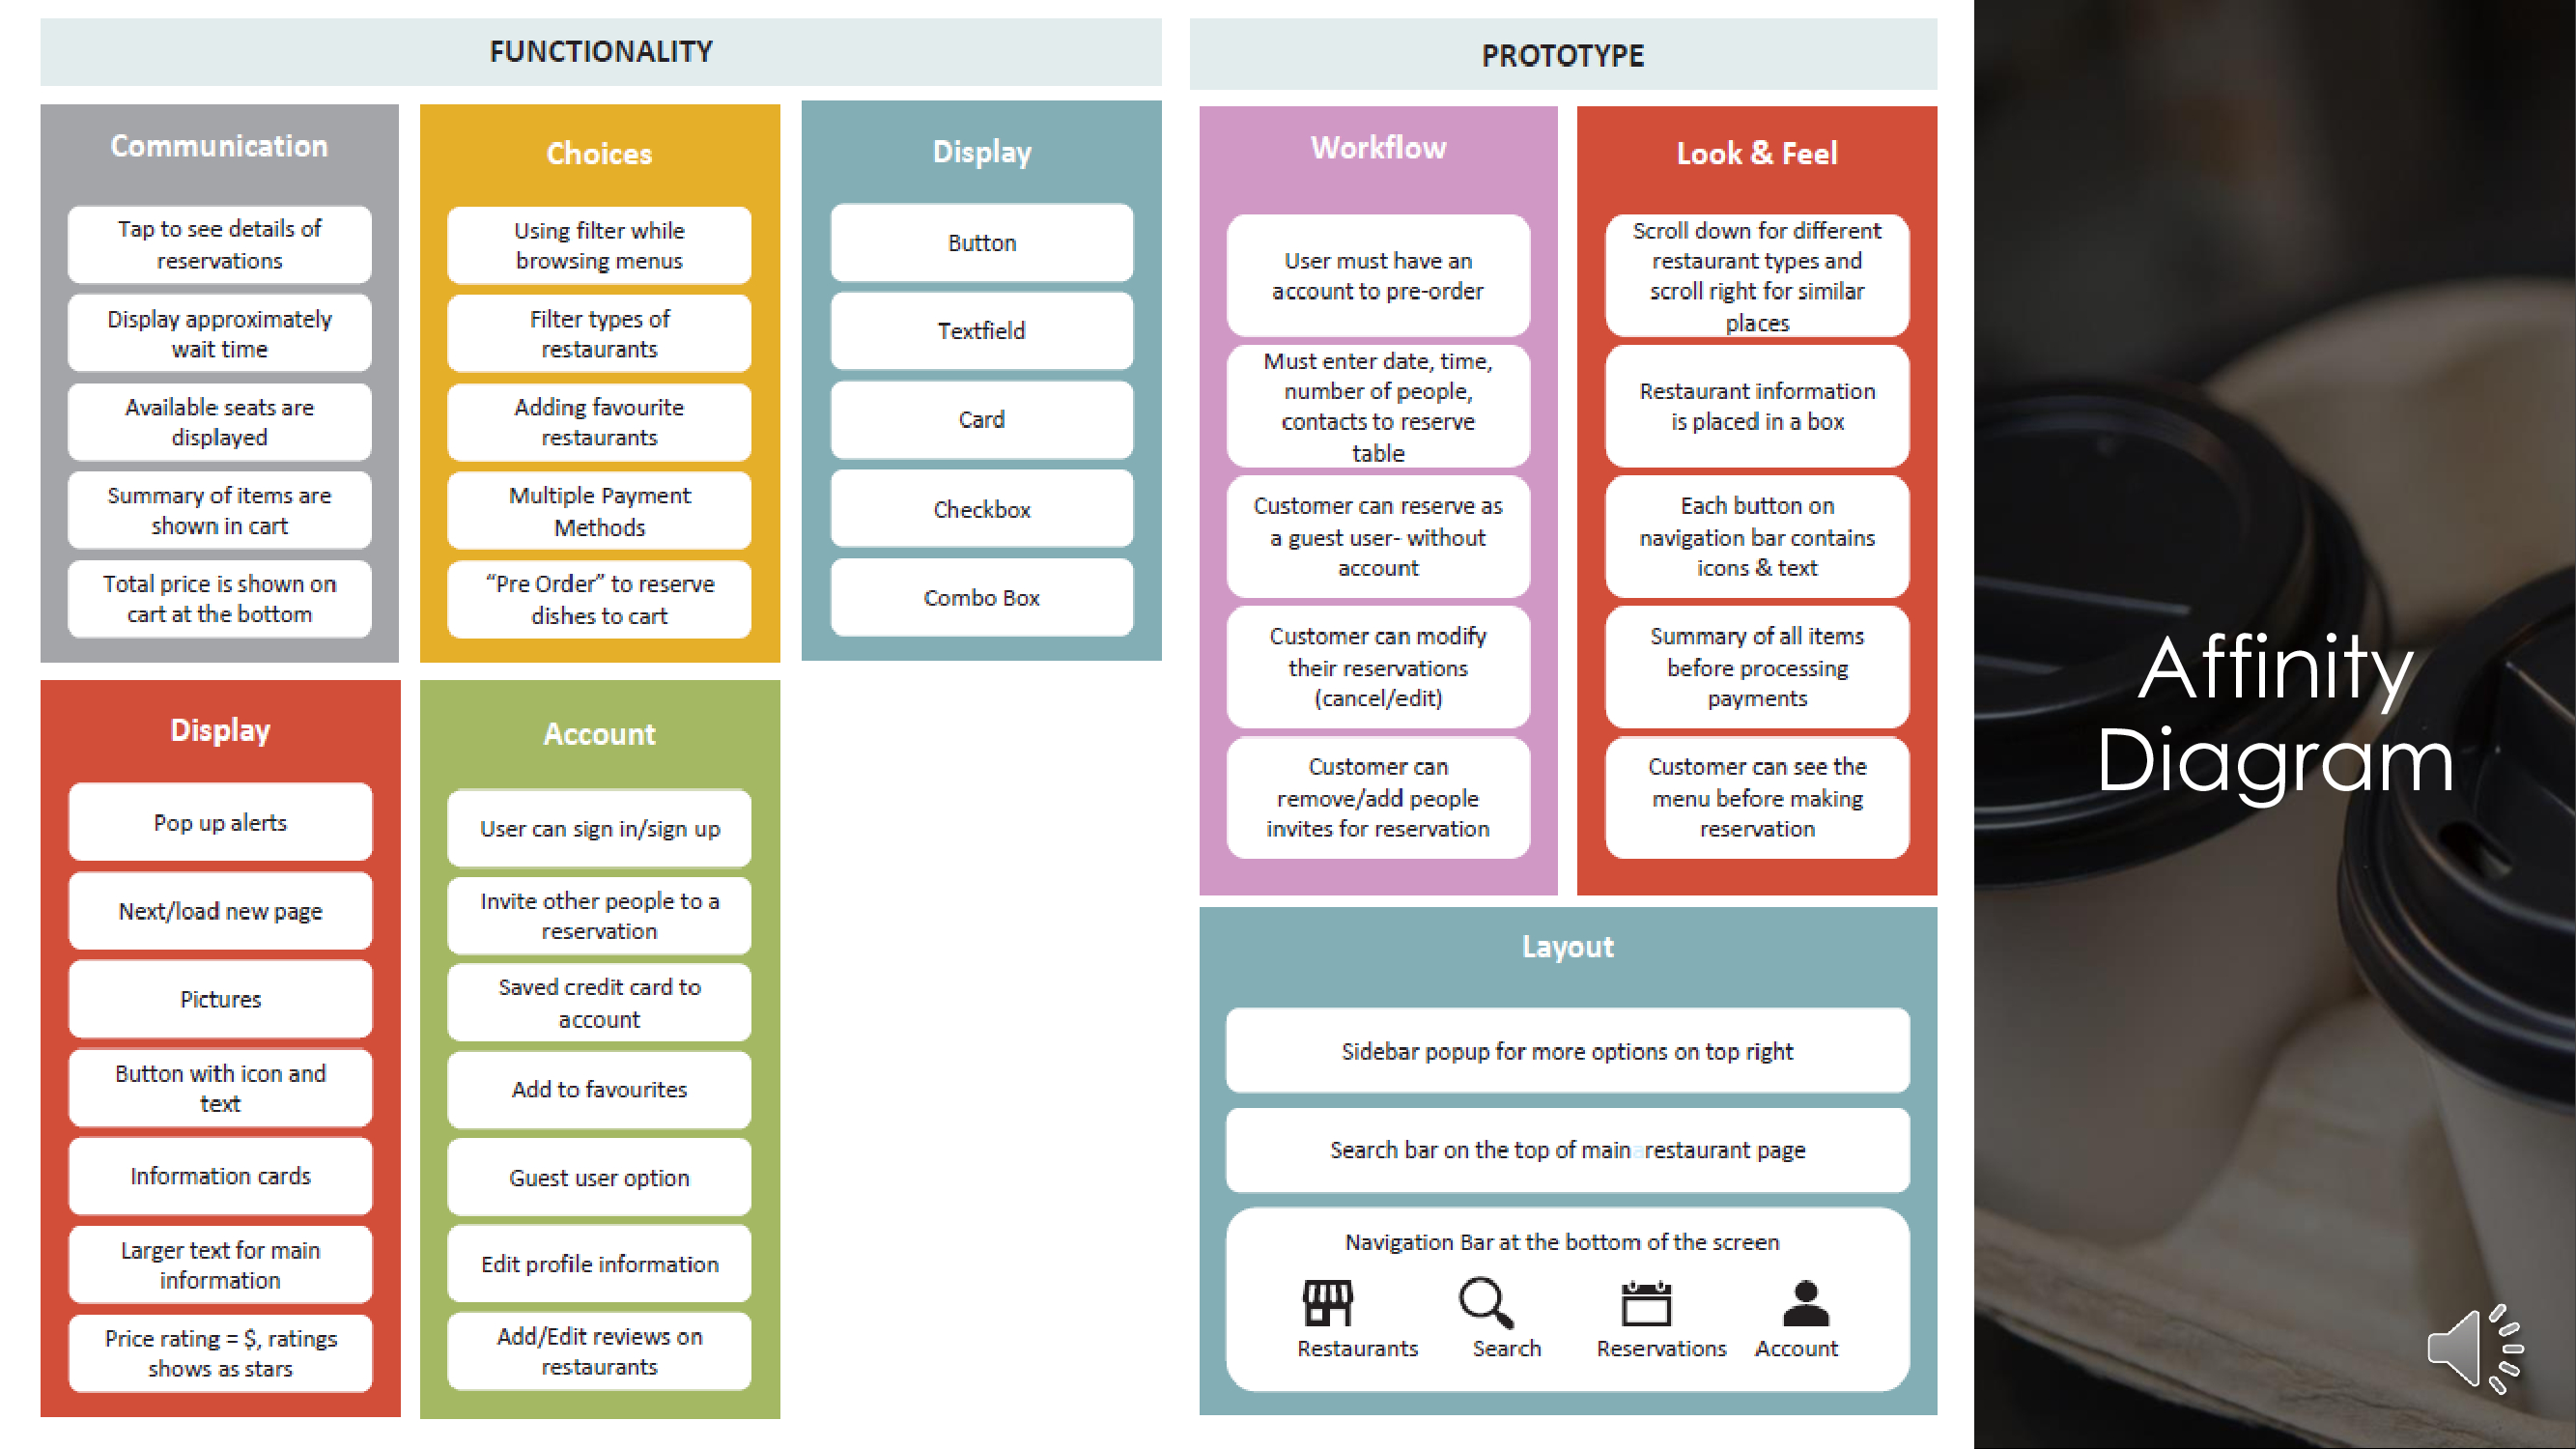 FUNCTIONALITY
Communication
Tap to see details of
reservations
Display approximately
wait time
Available seats are
displayed
Summary of items are
shown in cart
Total price is shown on
cart at the bottom
Choices
Using filter while
browsing menus
Filter types of
restaurants
Adding favourite
restaurants
Multiple Payment
Methods
“Pre Order” to reserve
dishes to cart
Display
Button
Textfield
Card
Checkbox
Combo Box
Display
Pop up alerts
Next/load new page
Pictures
Button with icon and
text
Information cards
Larger text for main
information
Price rating = $, ratings
shows as stars
Account
User can sign in/sign up
Invite other people to a
reservation
Saved credit card to
account
Add to favourites
Guest user option
Edit profile information
Add/Edit reviews on
restaurants
PROTOTYPE
Workflow
User must have an
account to pre-order
Must enter date, time,
number of people,
contacts to reserve
table
Customer can reserve as
a guest user- without
account
Customer can modify
their reservations
(cancel/edit)
Customer can
remove/add people
invites for reservation
Look & Feel
Scroll down for different
restaurant types and
scroll right for similar
places
Restaurant information
is placed in a box
Each button on
navigation bar contains
icons & text
Summary of all items
before processing
payments
Customer can see the
menu before making
reservation
Layout
Sidebar popup for more options on top right
Search bar on the top of main restaurant page
Navigation Bar at the bottom of the screen
Restaurants Search Reservations Account
Affinity
Diagram